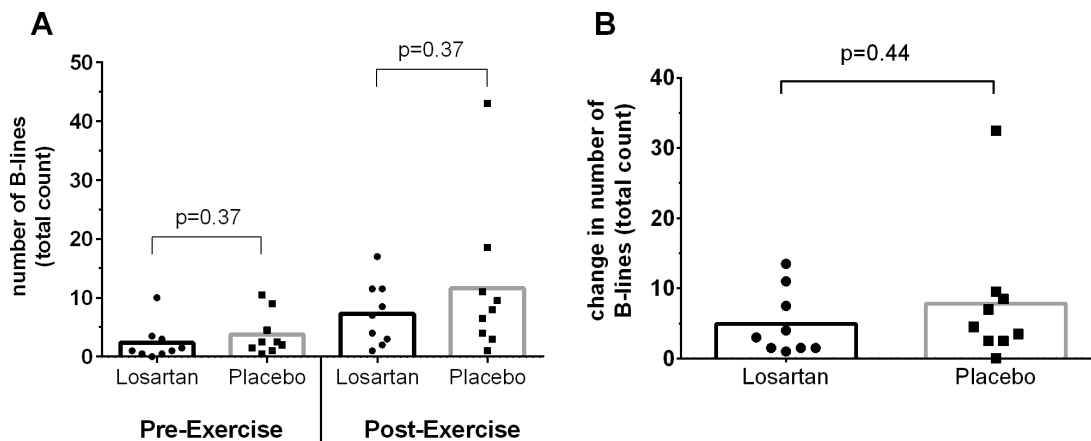 A
number of B-lines
(total count)
50
40
30
20
10
0
p=0.37
p=0.37
Losartan
Placebo
Losartan
Placebo
Pre-Exercise
Post-Exercise
B
change in number of
B-lines (total count)
40
30
20
10
0
p=0.44
Losartan
Placebo